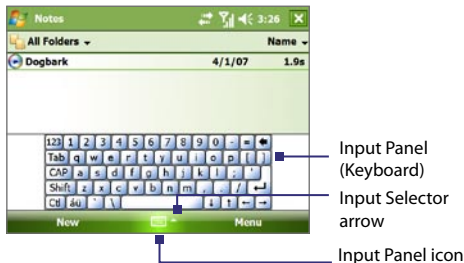 Notes 3:26
All Folders Name
Dogbark 4/1/07 1.9s
123 1 2 3 4 5 6 7 8 9 0 - =
Tab q w e r t y u i o p [ ]
CAP a s d f g h j k l ; '
Shift z x c v b n m , . /
Ctl áü ` \
New Menu
Input Panel
(Keyboard)
Input Selector
arrow
Input Panel icon